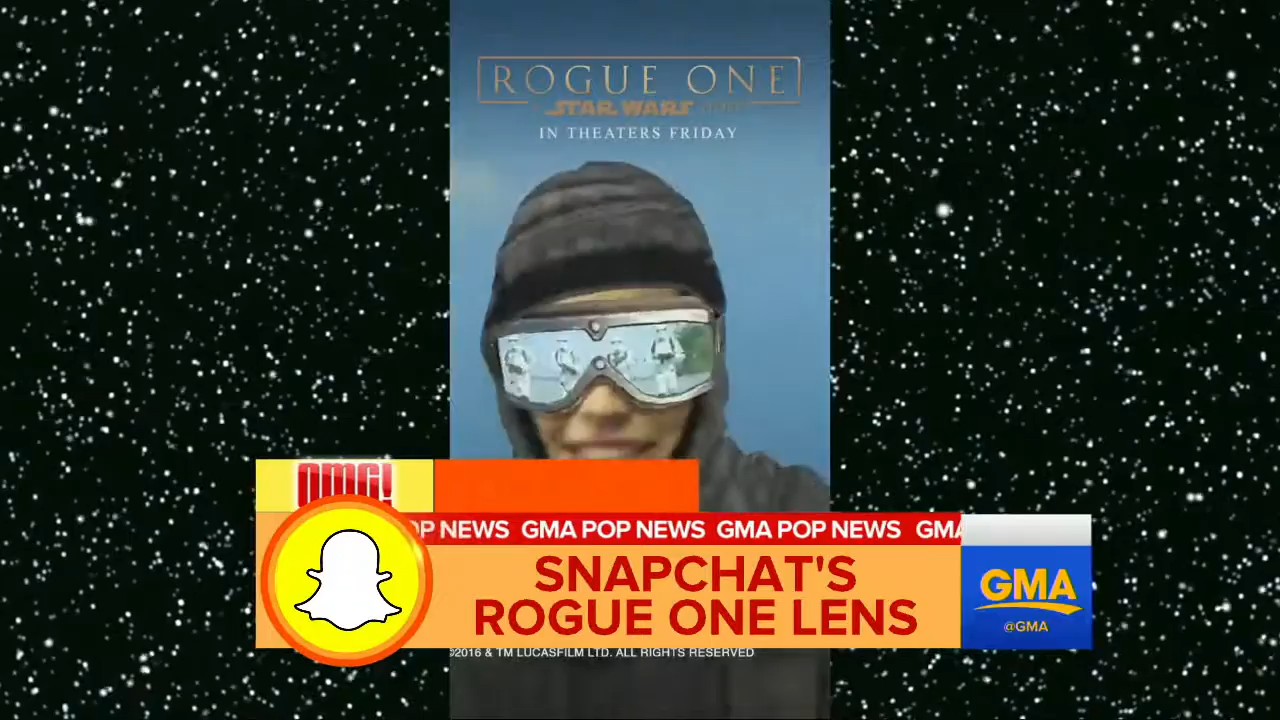 ROGUE ONE
STAR WARS
IN THEATERS FRIDAY
OMG!
OP NEWS GMA POP NEWS GMA POP NEWS GMA
SNAPCHAT'S
ROGUE ONE LENS
GMA
@GMA
©2016 & TM LUCASFILM LTD. ALL RIGHTS RESERVED